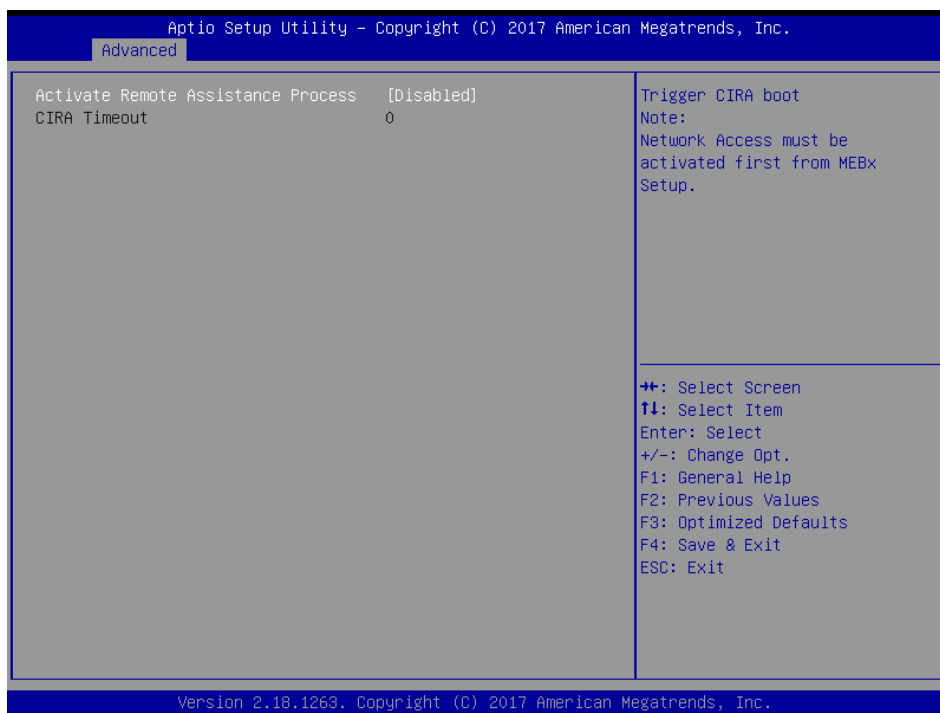 Aptio Setup Utility – Copyright (C) 2017 American Megatrends, Inc.
Advanced
Activate Remote Assistance Process [Disabled]
CIRA Timeout 0
Trigger CIRA boot
Note:
Network Access must be
activated first from MEBx
Setup.
→←: Select Screen
↑↓: Select Item
Enter: Select
+/-: Change Opt.
F1: General Help
F2: Previous Values
F3: Optimized Defaults
F4: Save & Exit
ESC: Exit
Version 2.18.1263. Copyright (C) 2017 American Megatrends, Inc.